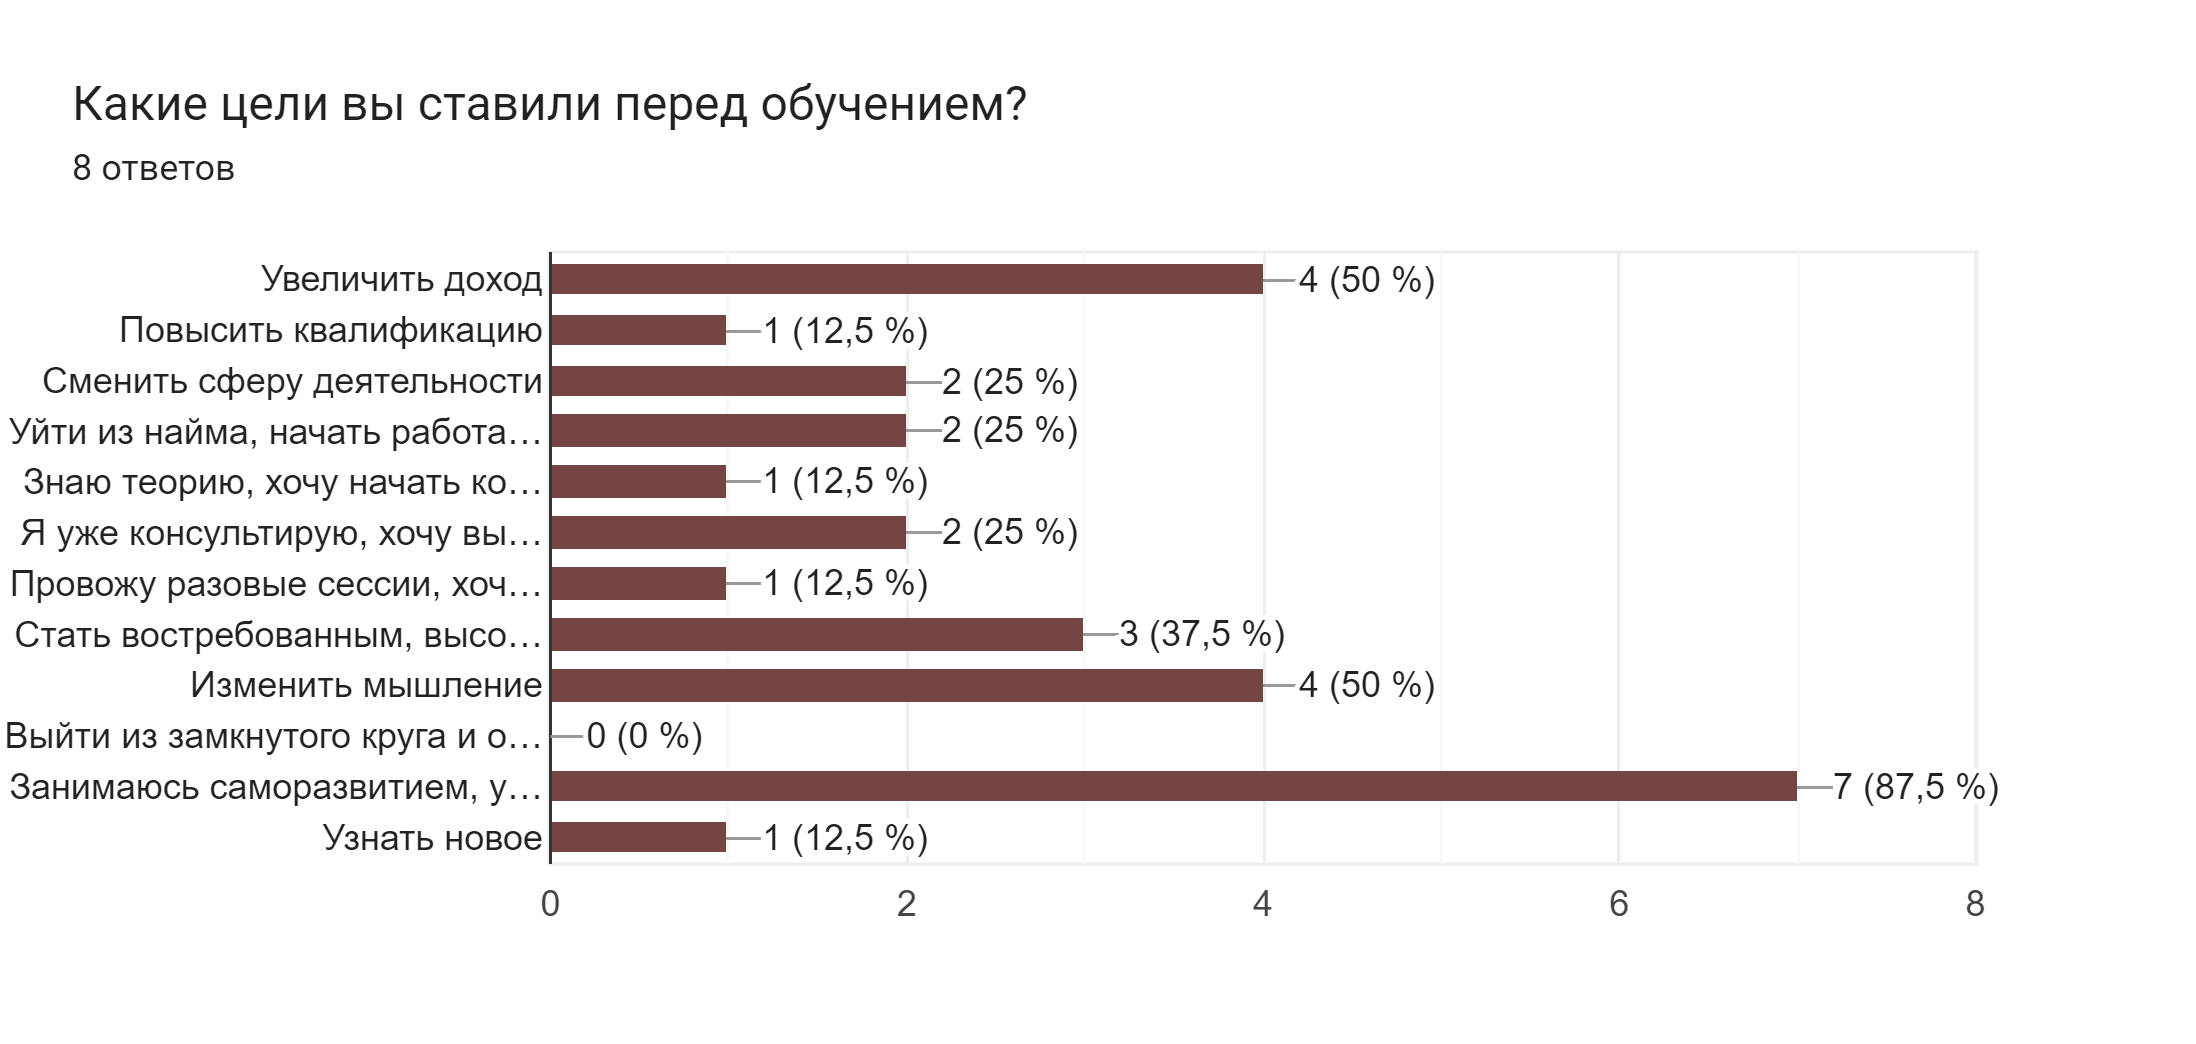 Какие цели вы ставили перед обучением?
8 ответов
Увеличить доход 4 (50 %)
Повысить квалификацию 1 (12,5 %)
Сменить сферу деятельности 2 (25 %)
Уйти из найма, начать работа… 2 (25 %)
Знаю теорию, хочу начать ко… 1 (12,5 %)
Я уже консультирую, хочу вы… 2 (25 %)
Провожу разовые сессии, хоч… 1 (12,5 %)
Стать востребованным, высо… 3 (37,5 %)
Изменить мышление 4 (50 %)
Выйти из замкнутого круга и о… 0 (0 %)
Занимаюсь саморазвитием, у… 7 (87,5 %)
Узнать новое 1 (12,5 %)
0 2 4 6 8